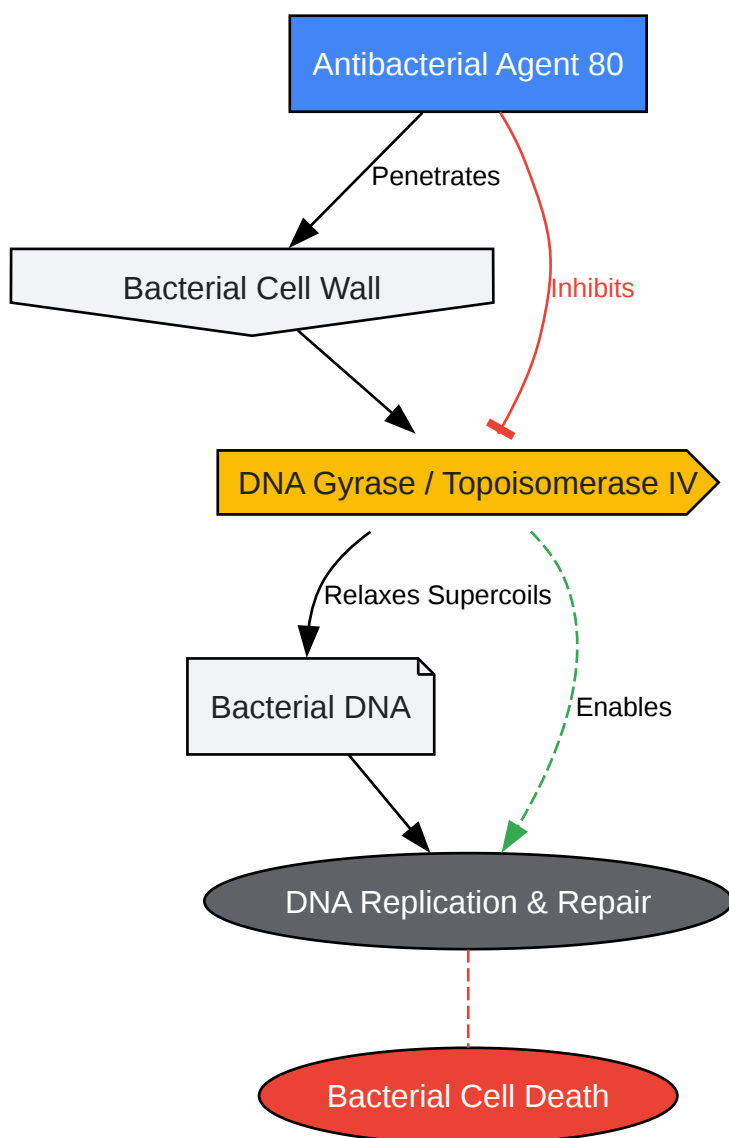 Antibacterial Agent 80
Penetrates
Bacterial Cell Wall
Inhibits
DNA Gyrase / Topoisomerase IV
Relaxes Supercoils
Bacterial DNA
Enables
DNA Replication & Repair
Bacterial Cell Death